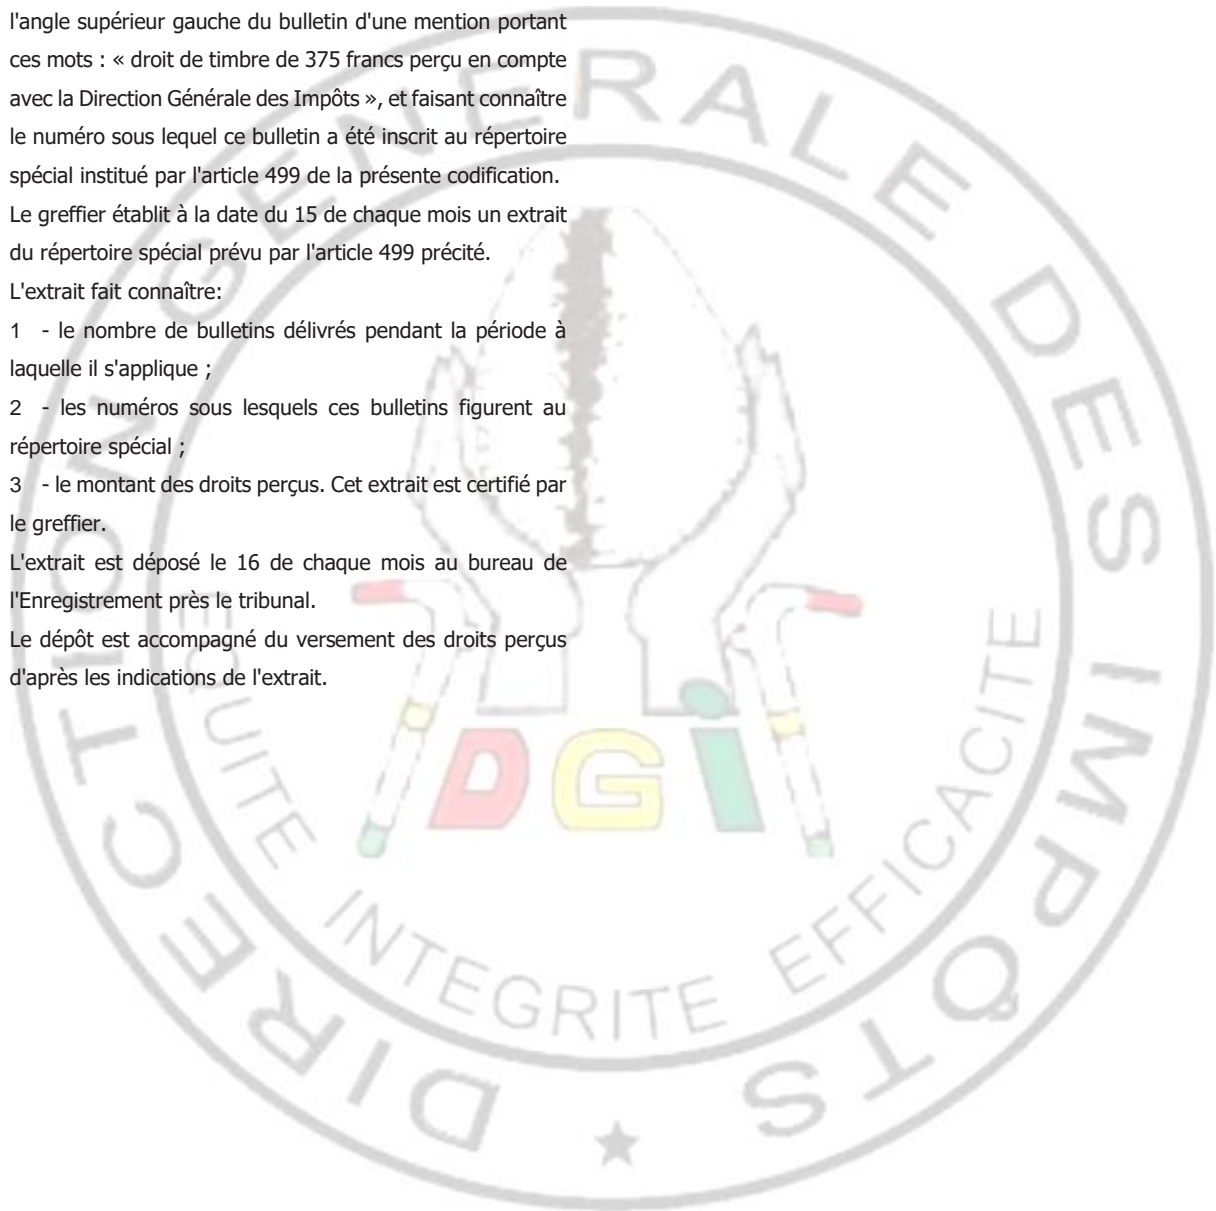 l'angle supérieur gauche du bulletin d'une mention portant
ces mots : « droit de timbre de 375 francs perçu en compte
avec la Direction Générale des Impôts », et faisant connaître
le numéro sous lequel ce bulletin a été inscrit au répertoire
spécial institué par l'article 499 de la présente codification.
Le greffier établit à la date du 15 de chaque mois un extrait
du répertoire spécial prévu par l'article 499 précité.
L'extrait fait connaître:
1 - le nombre de bulletins délivrés pendant la période à
laquelle il s'applique ;
2 - les numéros sous lesquels ces bulletins figurent au
répertoire spécial ;
3 - le montant des droits perçus. Cet extrait est certifié par
le greffier.
L'extrait est déposé le 16 de chaque mois au bureau de
l'Enregistrement près le tribunal.
Le dépôt est accompagné du versement des droits perçus
d'après les indications de l'extrait.
DIRECTION GENERALE DES IMPÔTS
EQUITE INTEGRITE EFFICACITE
DGI